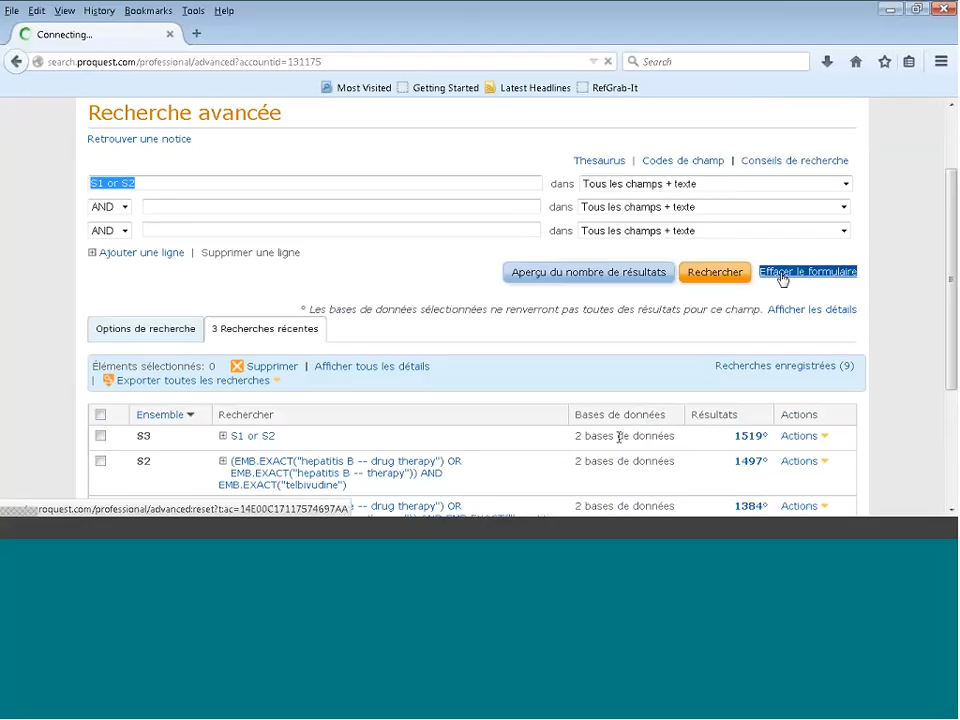 File Edit View History Bookmarks Tools Help
Connecting...
search.proquest.com/professional/advanced?accountid=131175
Search
Most Visited Getting Started Latest Headlines RefGrab-It
Recherche avancée
Retrouver une notice
Thesaurus | Codes de champ | Conseils de recherche
S1 or S2 dans Tous les champs + texte
AND dans Tous les champs + texte
AND dans Tous les champs + texte
Ajouter une ligne | Supprimer une ligne
Aperçu du nombre de résultats Rechercher Effacer le formulaire
° Les bases de données sélectionnées ne renverront pas toutes des résultats pour ce champ. Afficher les détails
Options de recherche 3 Recherches récentes
Éléments sélectionnés: 0 Supprimer | Afficher tous les détails Recherches enregistrées (9)
| Exporter toutes les recherches
Ensemble Rechercher Bases de données Résultats Actions
S3 S1 or S2 2 bases de données 1519° Actions
S2 (EMB.EXACT("hepatitis B -- drug therapy") OR 2 bases de données 1497° Actions
EMB.EXACT("hepatitis B -- therapy")) AND
EMB.EXACT("telbivudine")
roquest.com/professional/advanced:reset?t:ac=14E00C17117574697AA -- drug therapy") OR 2 bases de données 1384° Actions